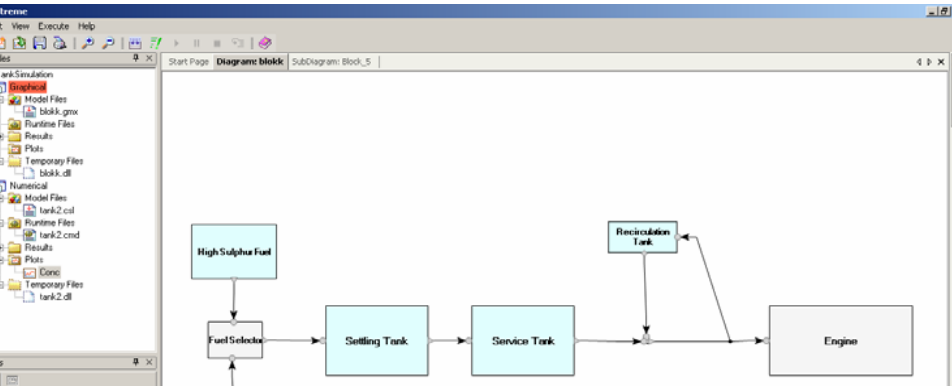 treme
t View Execute Help
les
Start Page Diagram: blokk SubDiagram: Block_5
ankSimulation
Graphical
Model Files
blokk.gmx
Runtime Files
Results
Plots
Temporary Files
blokk.dll
Numerical
Model Files
tank2.csl
Runtime Files
tank2.cmd
Results
Plots
Conc
Temporary Files
tank2.dll
s
High Sulphur Fuel
Recirculation
Tank
Fuel Selector
Settling Tank
Service Tank
Engine